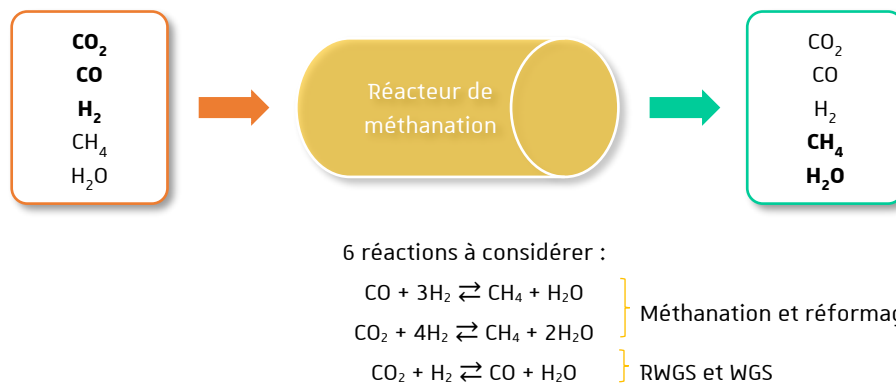 CO₂
CO
H₂
CH₄
H₂O
Réacteur de
méthanation
CO₂
CO
H₂
CH₄
H₂O
6 réactions à considérer :
CO + 3H₂ ⇄ CH₄ + H₂O
CO₂ + 4H₂ ⇄ CH₄ + 2H₂O
Méthanation et réformag
CO₂ + H₂ ⇄ CO + H₂O
RWGS et WGS